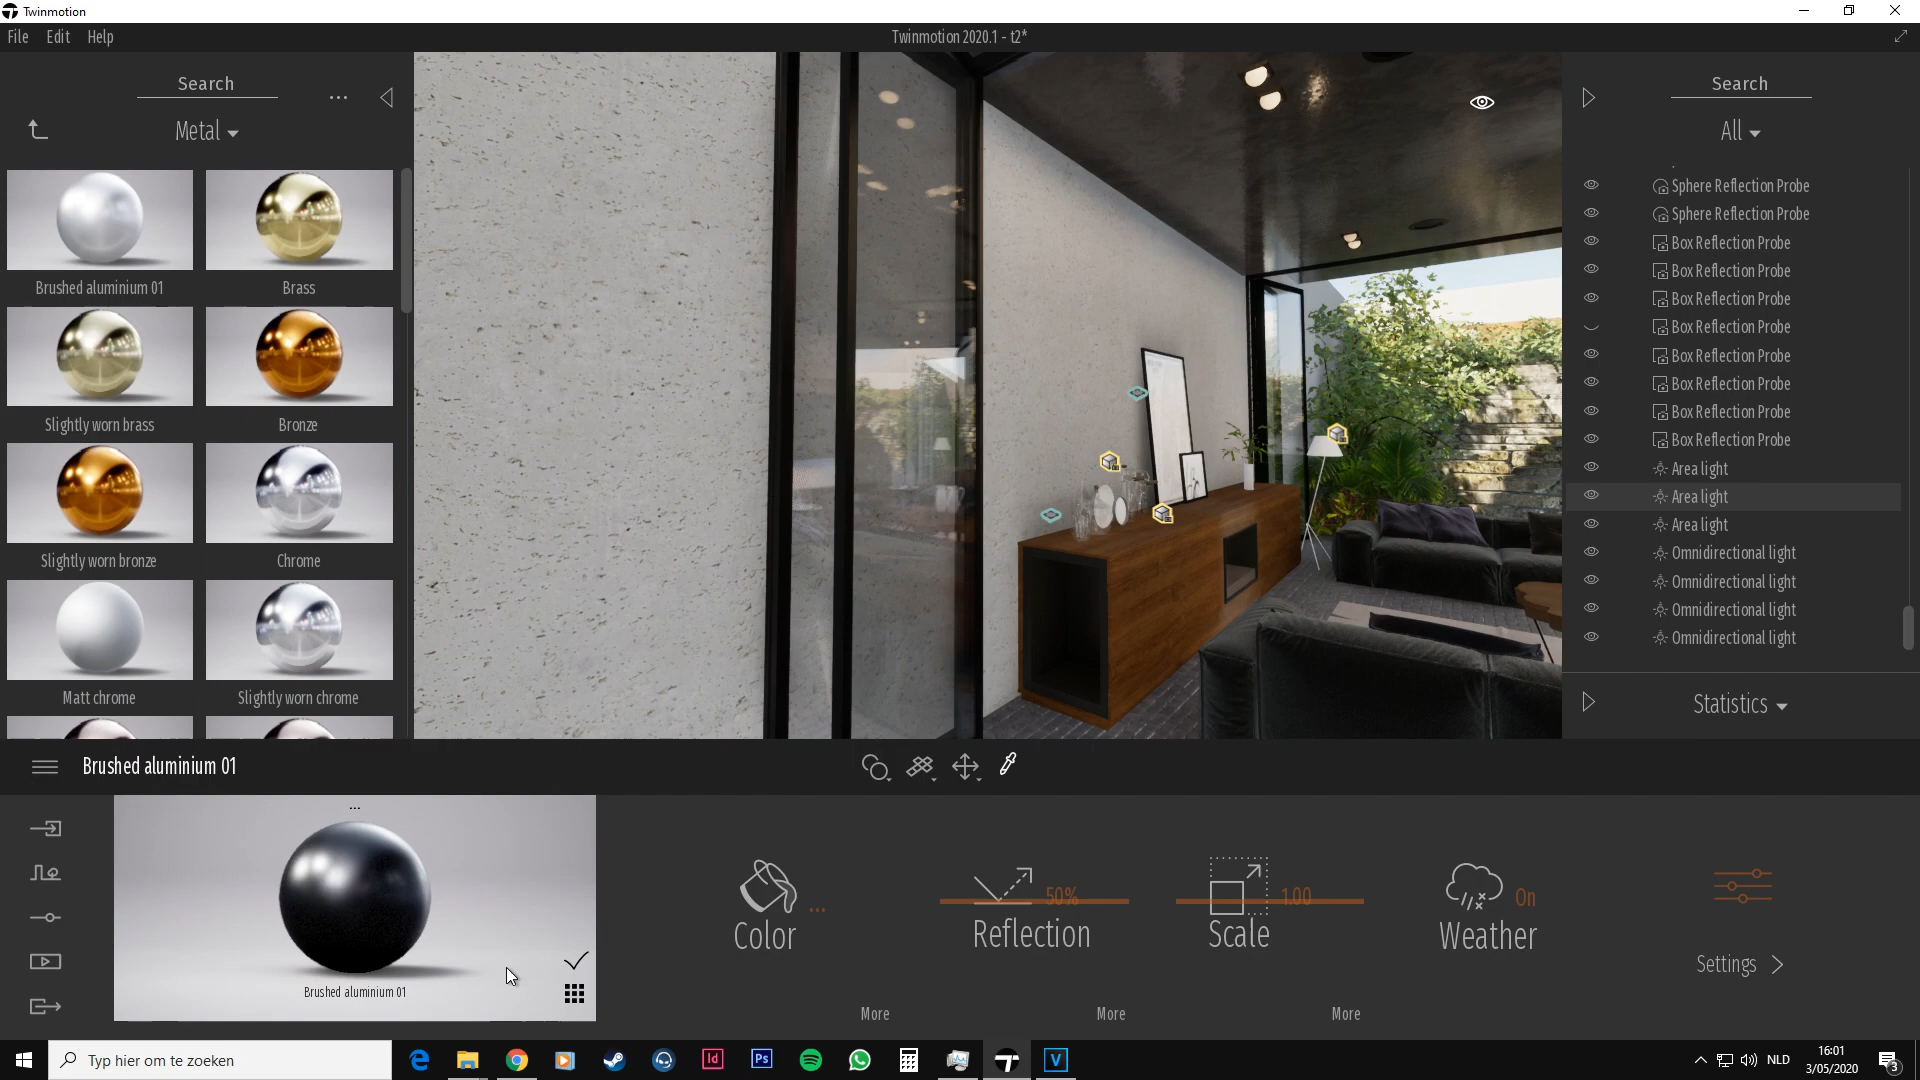 Twinmotion
File Edit Help
Twinmotion 2020.1 - t2*
Search
...
Metal
Brushed aluminium 01
Brass
Slightly worn brass
Bronze
Slightly worn bronze
Chrome
Matt chrome
Slightly worn chrome
Search
All
Sphere Reflection Probe
Sphere Reflection Probe
Box Reflection Probe
Box Reflection Probe
Box Reflection Probe
Box Reflection Probe
Box Reflection Probe
Box Reflection Probe
Box Reflection Probe
Box Reflection Probe
Area light
Area light
Area light
Omnidirectional light
Omnidirectional light
Omnidirectional light
Omnidirectional light
Statistics
Brushed aluminium 01
...
Brushed aluminium 01
...
Color
More
50%
Reflection
More
1.00
Scale
More
On
Weather
Settings
Typ hier om te zoeken
Id
Ps
V
NLD
16:01
3/05/2020
3